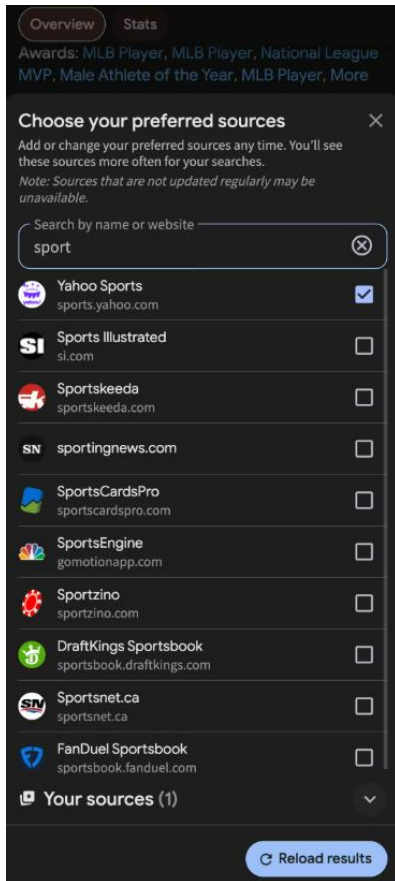 Overview
Stats
Awards: MLB Player, MLB Player, National League
MVP, Male Athlete of the Year, MLB Player, More
Choose your preferred sources
Add or change your preferred sources any time. You'll see
these sources more often for your searches.
Note: Sources that are not updated regularly may be
unavailable.
Search by name or website
sport
Yahoo Sports
sports.yahoo.com
SI
Sports Illustrated
si.com
Sportskeeda
sportskeeda.com
SN
sportingnews.com
SportsCardsPro
sportscardspro.com
SportsEngine
gomotionapp.com
Sportzino
sportzino.com
DraftKings Sportsbook
sportsbook.draftkings.com
SN
Sportsnet.ca
sportsnet.ca
FanDuel Sportsbook
sportsbook.fanduel.com
Your sources (1)
Reload results